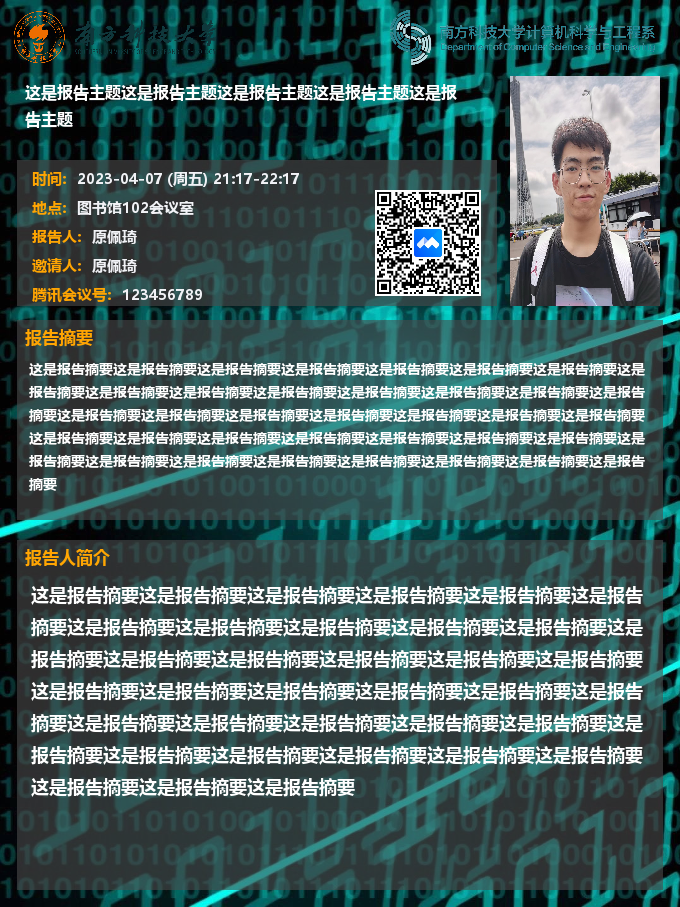 南方科技大学
南方科技大学计算机科学与工程系
Department of Computer Science and Engineering
这是报告主题这是报告主题这是报告主题这是报告主题这是报
告主题
时间: 2023-04-07 (周五) 21:17-22:17
地点: 图书馆102会议室
报告人: 原佩琦
邀请人: 原佩琦
腾讯会议号: 123456789
报告摘要
这是报告摘要这是报告摘要这是报告摘要这是报告摘要这是报告摘要这是报告摘要这是报告摘要这是
报告摘要这是报告摘要这是报告摘要这是报告摘要这是报告摘要这是报告摘要这是报告摘要这是报告
摘要这是报告摘要这是报告摘要这是报告摘要这是报告摘要这是报告摘要这是报告摘要这是报告摘要
这是报告摘要这是报告摘要这是报告摘要这是报告摘要这是报告摘要这是报告摘要这是报告摘要这是
报告摘要这是报告摘要这是报告摘要这是报告摘要这是报告摘要这是报告摘要这是报告摘要这是报告
摘要
报告人简介
这是报告摘要这是报告摘要这是报告摘要这是报告摘要这是报告摘要这是报告
摘要这是报告摘要这是报告摘要这是报告摘要这是报告摘要这是报告摘要这是
报告摘要这是报告摘要这是报告摘要这是报告摘要这是报告摘要这是报告摘要
这是报告摘要这是报告摘要这是报告摘要这是报告摘要这是报告摘要这是报告
摘要这是报告摘要这是报告摘要这是报告摘要这是报告摘要这是报告摘要这是
报告摘要这是报告摘要这是报告摘要这是报告摘要这是报告摘要这是报告摘要
这是报告摘要这是报告摘要这是报告摘要